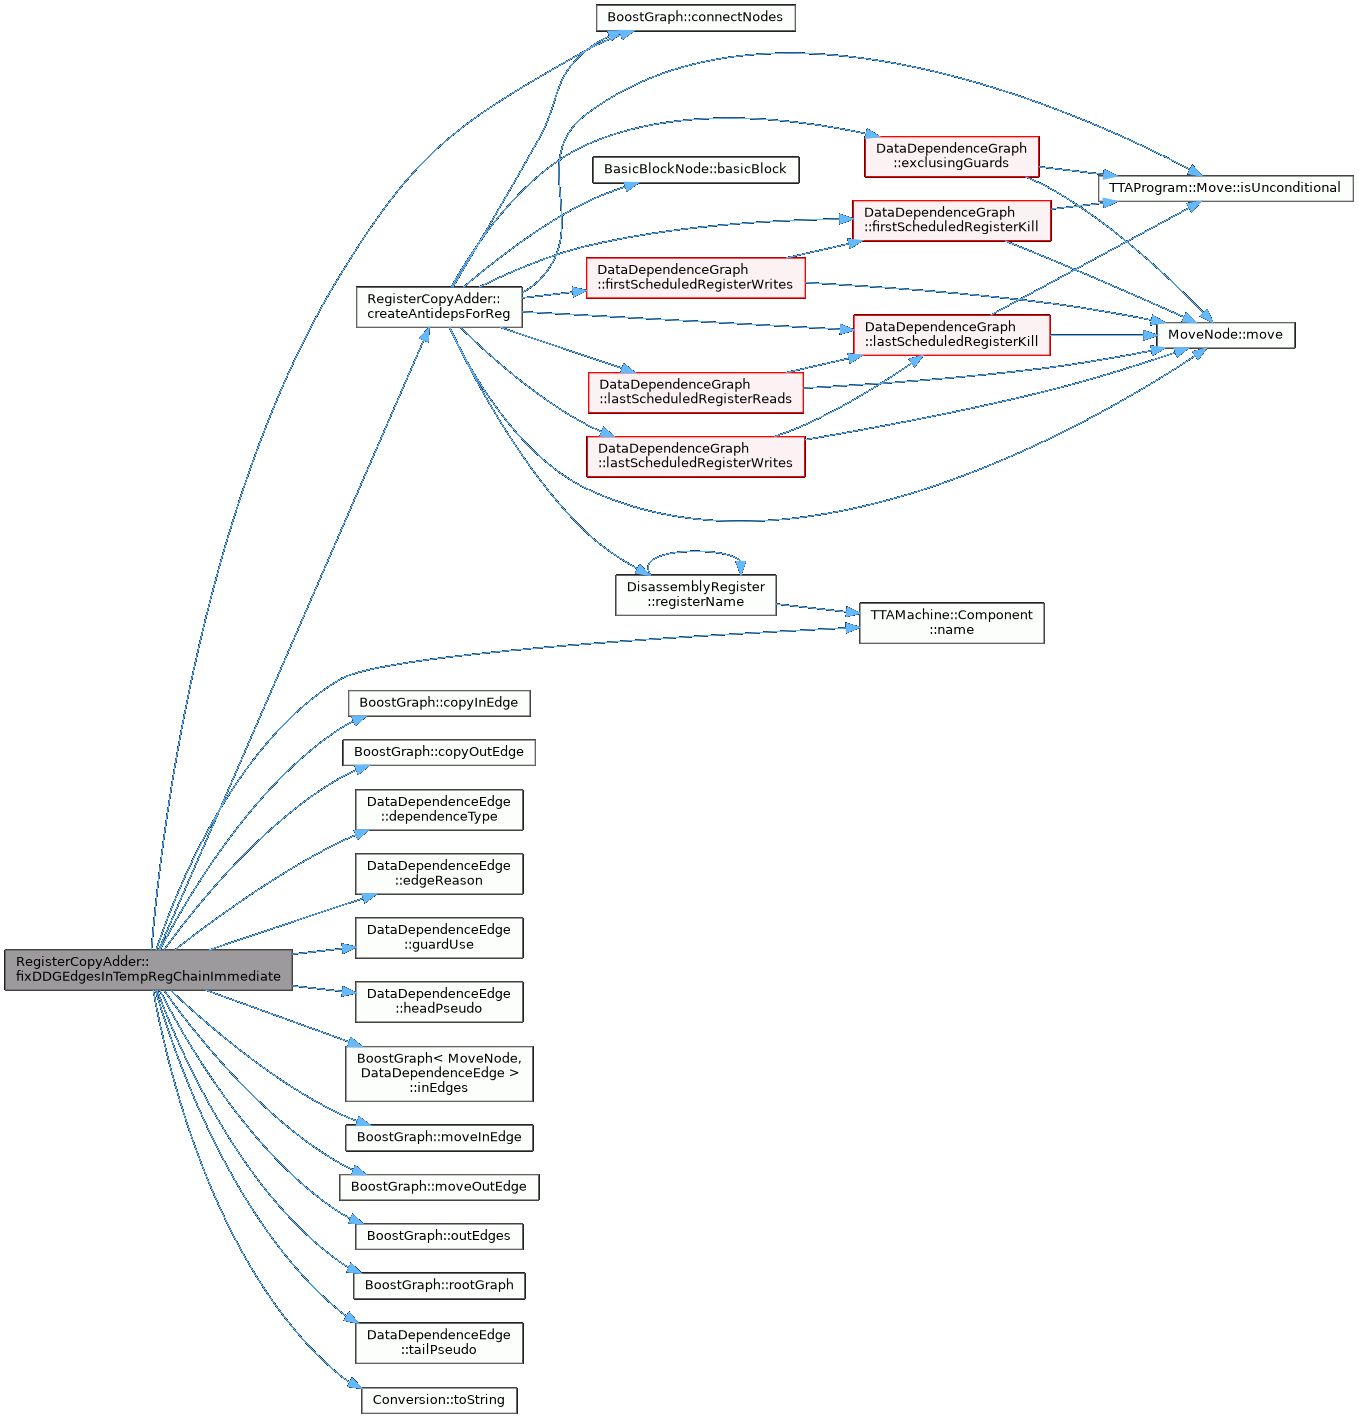 BoostGraph::connectNodes
DataDependenceGraph
::exclusingGuards
BasicBlockNode::basicBlock
TTAProgram::Move::isUnconditional
DataDependenceGraph
::firstScheduledRegisterKill
DataDependenceGraph
::firstScheduledRegisterWrites
RegisterCopyAdder::
createAntidepsForReg
DataDependenceGraph
::lastScheduledRegisterKill
MoveNode::move
DataDependenceGraph
::lastScheduledRegisterReads
DataDependenceGraph
::lastScheduledRegisterWrites
DisassemblyRegister
::registerName
TTAMachine::Component
::name
BoostGraph::copyInEdge
BoostGraph::copyOutEdge
DataDependenceEdge
::dependenceType
DataDependenceEdge
::edgeReason
DataDependenceEdge
::guardUse
RegisterCopyAdder::
fixDDGEdgesInTempRegChainImmediate
DataDependenceEdge
::headPseudo
BoostGraph< MoveNode,
DataDependenceEdge >
::inEdges
BoostGraph::moveInEdge
BoostGraph::moveOutEdge
BoostGraph::outEdges
BoostGraph::rootGraph
DataDependenceEdge
::tailPseudo
Conversion::toString